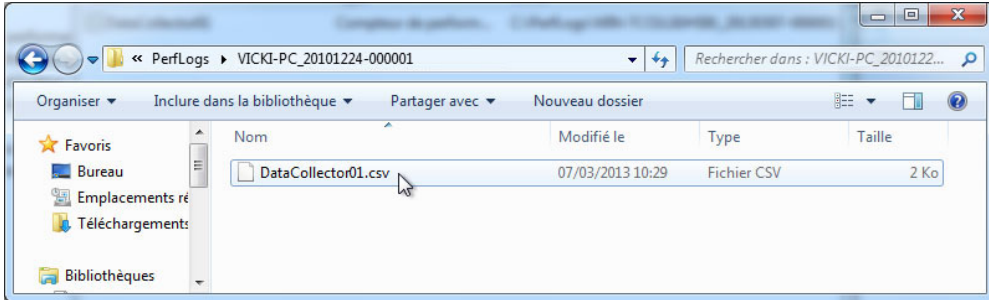 « PerfLogs ▸ VICKI-PC_20101224-000001
Rechercher dans : VICKI-PC_2010122...
Organiser ▾ Inclure dans la bibliothèque ▾ Partager avec ▾ Nouveau dossier
Favoris
Bureau
Emplacements ré
Téléchargements
Bibliothèques
Nom Modifié le Type Taille
DataCollector01.csv 07/03/2013 10:29 Fichier CSV 2 Ko